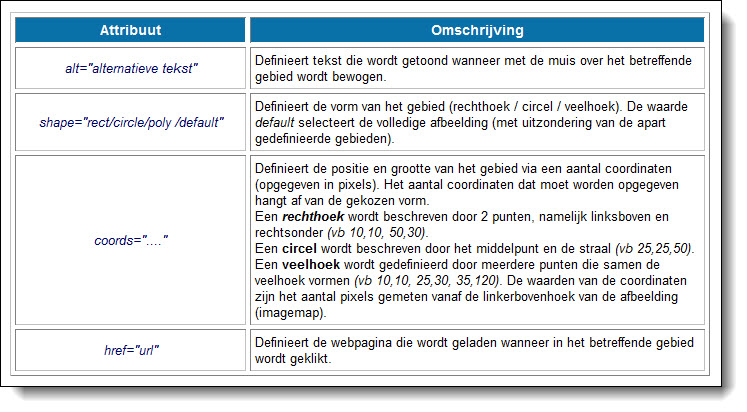 Attribuut
Omschrijving
alt="alternatieve tekst"
Definieert tekst die wordt getoond wanneer met de muis over het betreffende
gebied wordt bewogen.
shape="rect/circle/poly /default"
Definieert de vorm van het gebied (rechthoek / circel / veelhoek). De waarde
default selecteert de volledige afbeelding (met uitzondering van de apart
gedefinieerde gebieden).
coords="...."
Definieert de positie en grootte van het gebied via een aantal coordinaten
(opgegeven in pixels). Het aantal coordinaten dat moet worden opgegeven
hangt af van de gekozen vorm.
Een rechthoek wordt beschreven door 2 punten, namelijk linksboven en
rechtsonder (vb 10,10, 50,30).
Een circel wordt beschreven door het middelpunt en de straal (vb 25,25,50).
Een veelhoek wordt gedefinieerd door meerdere punten die samen de
veelhoek vormen (vb 10,10, 25,30, 35,120). De waarden van de coordinaten
zijn het aantal pixels gemeten vanaf de linkerbovenhoek van de afbeelding
(imagemap).
href="url"
Definieert de webpagina die wordt geladen wanneer in het betreffende gebied
wordt geklikt.